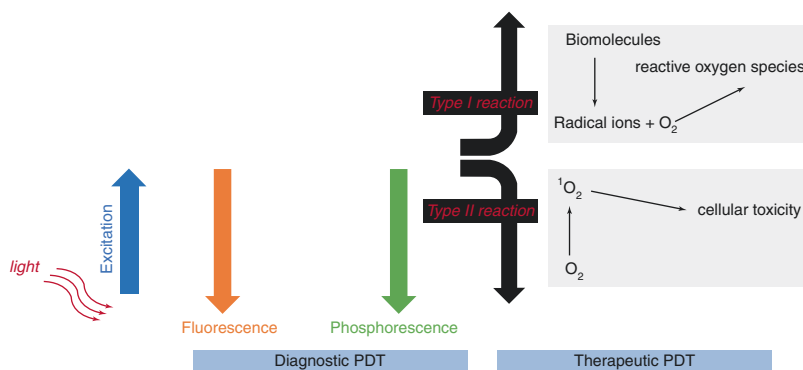 Biomolecules
reactive oxygen species
Type I reaction
Radical ions + O₂
¹O₂
Type II reaction
cellular toxicity
Excitation
light
O₂
Fluorescence
Phosphorescence
Diagnostic PDT
Therapeutic PDT